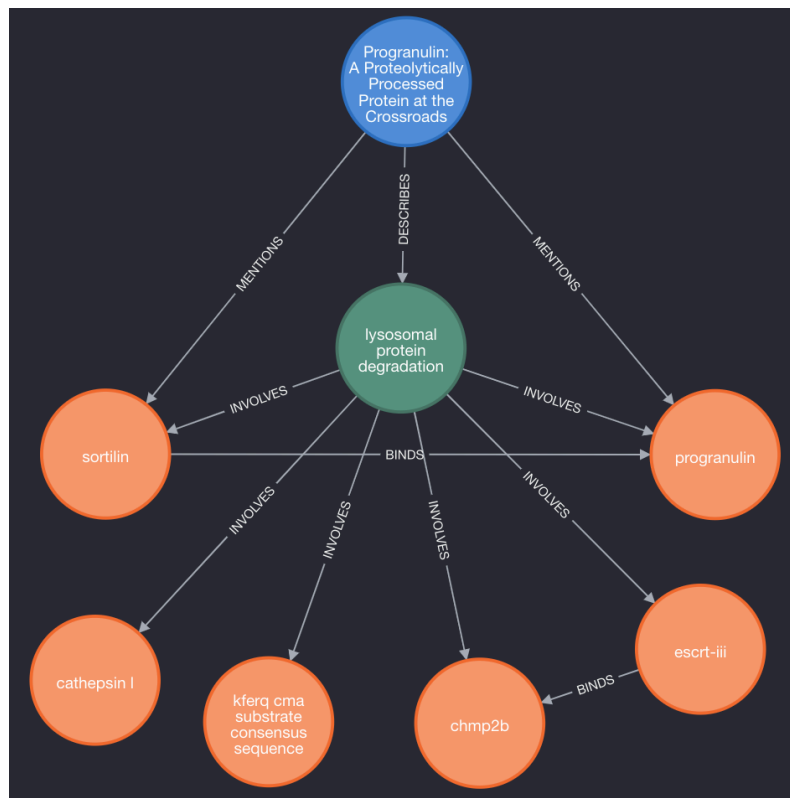 Progranulin:
A Proteolytically
Processed
Protein at the
Crossroads
MENTIONS
DESCRIBES
MENTIONS
lysosomal
protein
degradation
INVOLVES
INVOLVES
sortilin
BINDS
progranulin
INVOLVES
INVOLVES
INVOLVES
INVOLVES
cathepsin l
kferq cma
substrate
consensus
sequence
chmp2b
BINDS
escrt-iii